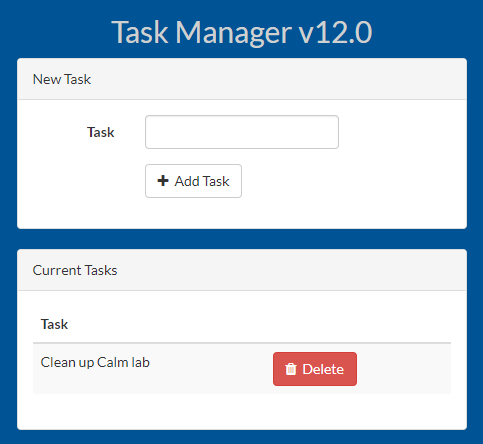 Task Manager v12.0
New Task
Task
Add Task
Current Tasks
Task
Clean up Calm lab
Delete